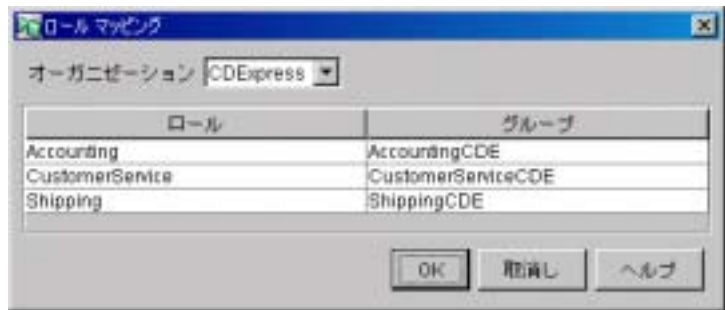 ロール マッピング
オーガニゼーション CDExpress
ロール グループ
Accounting AccountingCDE
CustomerService CustomerServiceCDE
Shipping ShippingCDE
OK 取消し ヘルプ